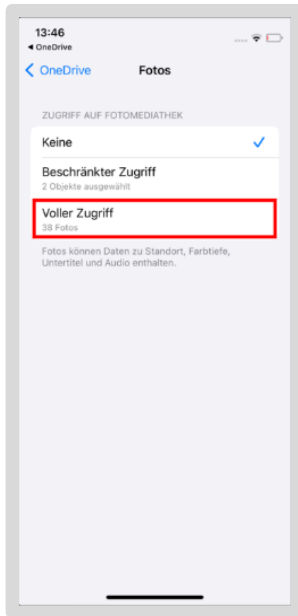 13:46
◀ OneDrive
OneDrive
Fotos
ZUGRIFF AUF FOTOMEDIATHEK
Keine
Beschränkter Zugriff
2 Objekte ausgewählt
Voller Zugriff
38 Fotos
Fotos können Daten zu Standort, Farbtiefe,
Untertitel und Audio enthalten.